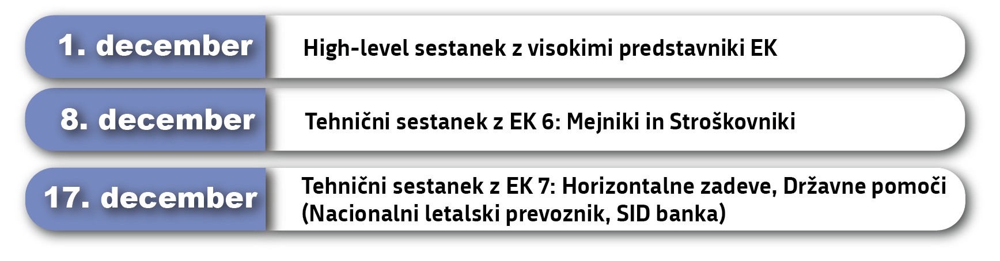 1. december
High-level sestanek z visokimi predstavniki EK
8. december
Tehnični sestanek z EK 6: Mejniki in Stroškovniki
17. december
Tehnični sestanek z EK 7: Horizontalne zadeve, Državne pomoči
(Nacionalni letalski prevoznik, SID banka)